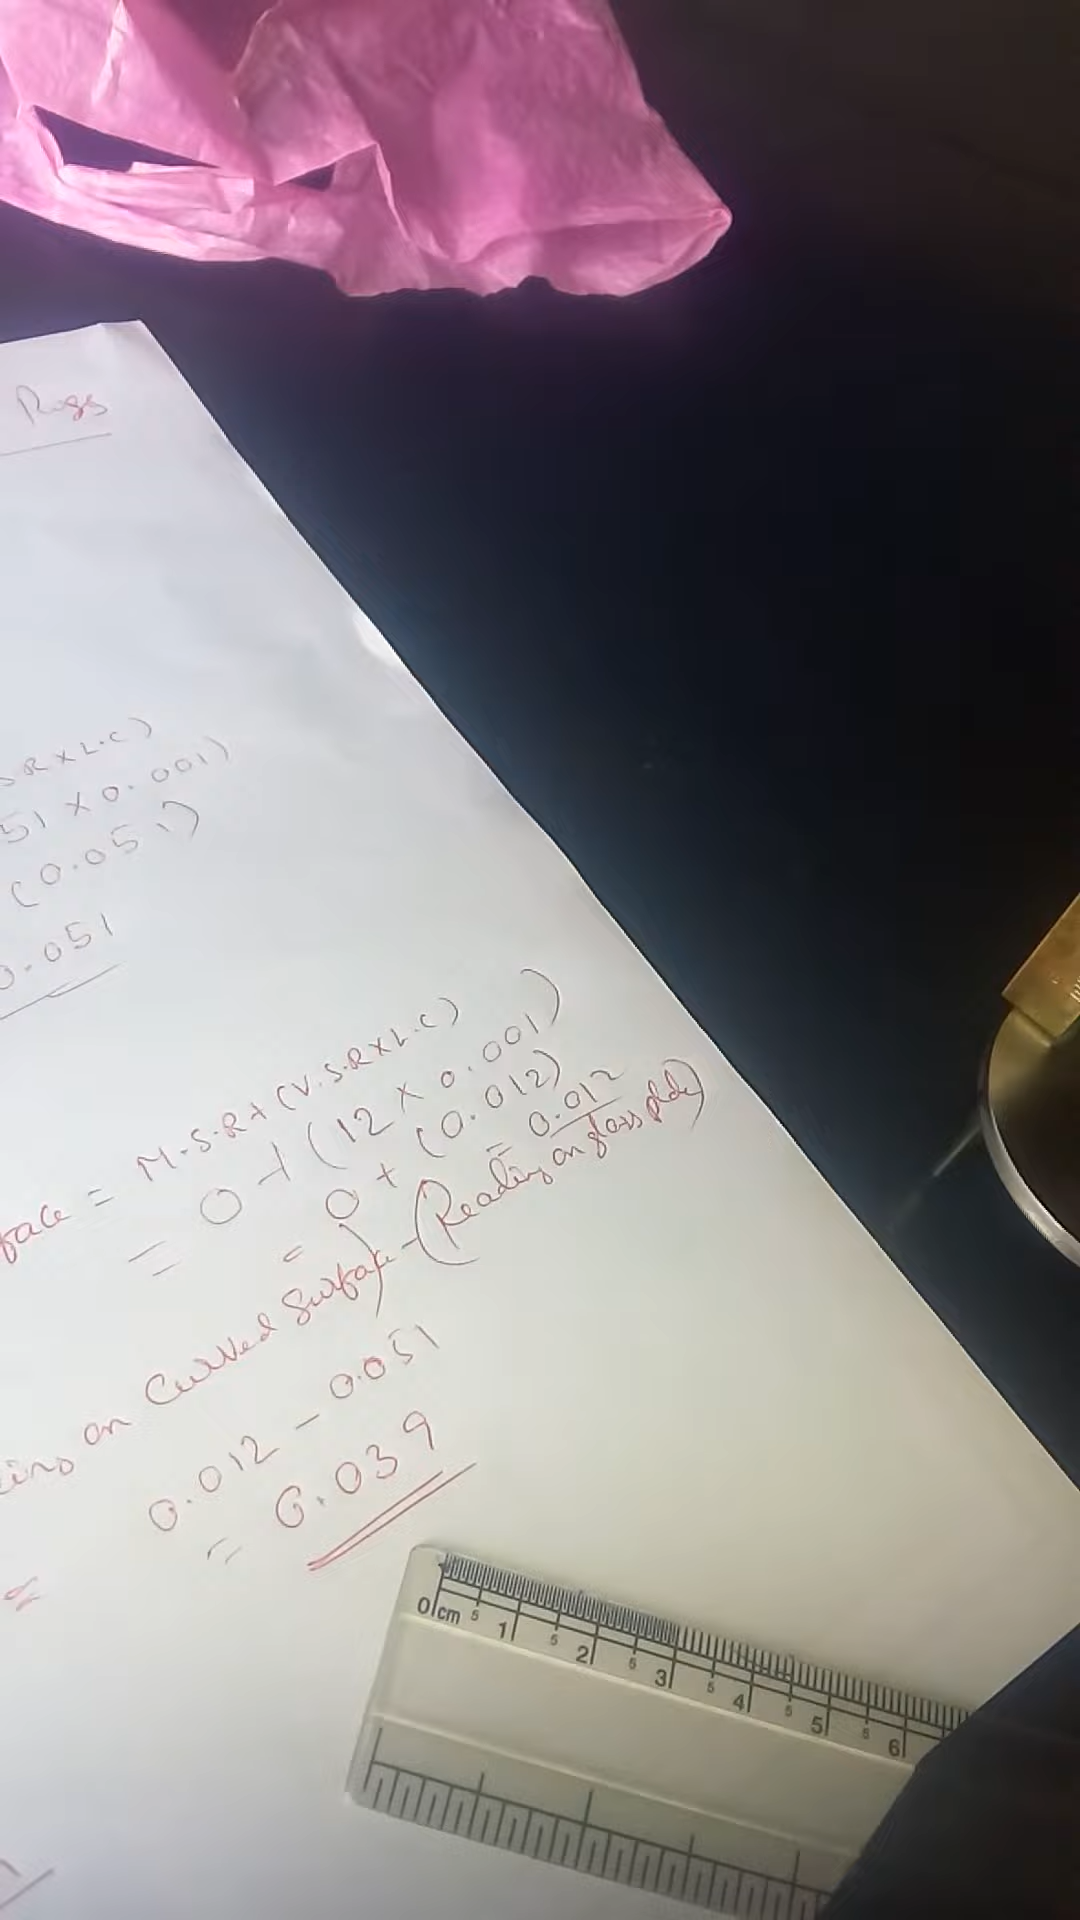 S.R X L.C)
51 X 0.001)
(0.051)
0.051
face = M.S.R + (V.S.R X L.C)
= 0 + (12 X 0.001)
= 0 + (0.012)
= 0.012
on Curved Surface) - (Reading on glass plate)
0.012 - 0.051
= 0.039
0 cm 5 1 5 2 5 3 5 4 5 5 5 6